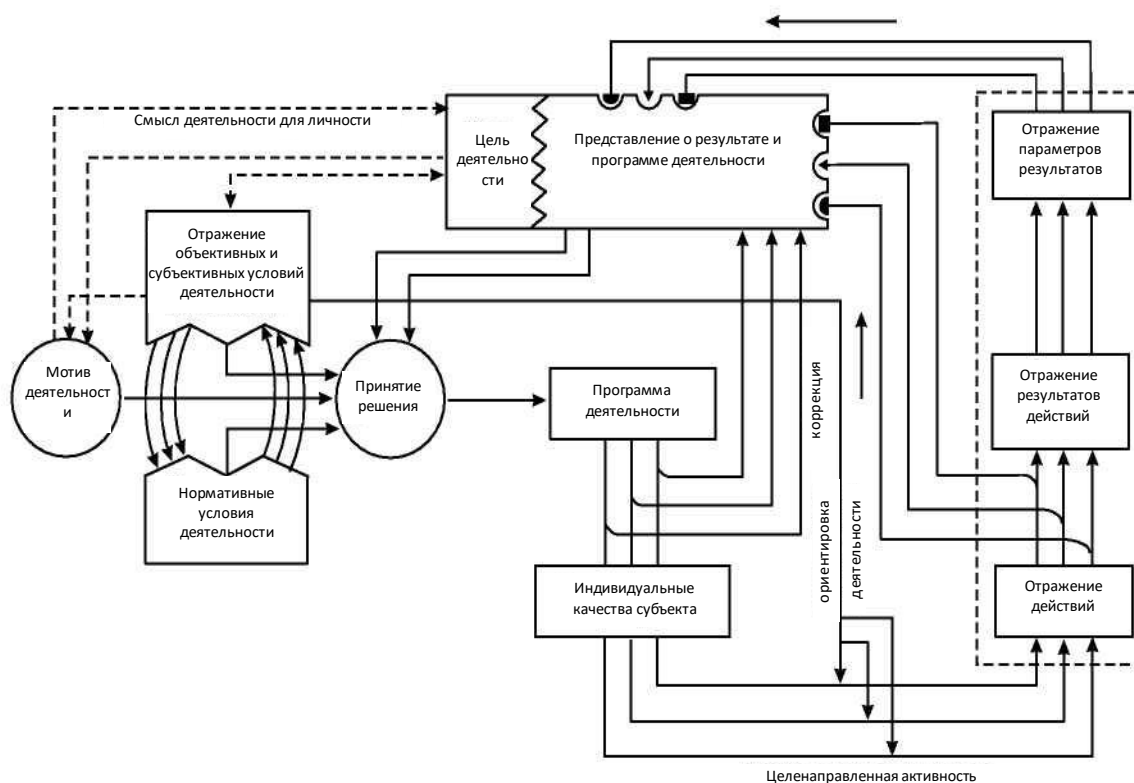 Смысл деятельности для личности
Цель
деятельно
сти
Представление о результате и
программе деятельности
Отражение
параметров
результатов
Отражение
объективных и
субъективных условий
деятельности
Мотив
деятельност
и
Принятие
решения
Программа
деятельности
коррекция
Отражение
результатов
действий
Нормативные
условия
деятельности
ориентировка
деятельности
Индивидуальные
качества субъекта
Отражение
действий
Целенаправленная активность